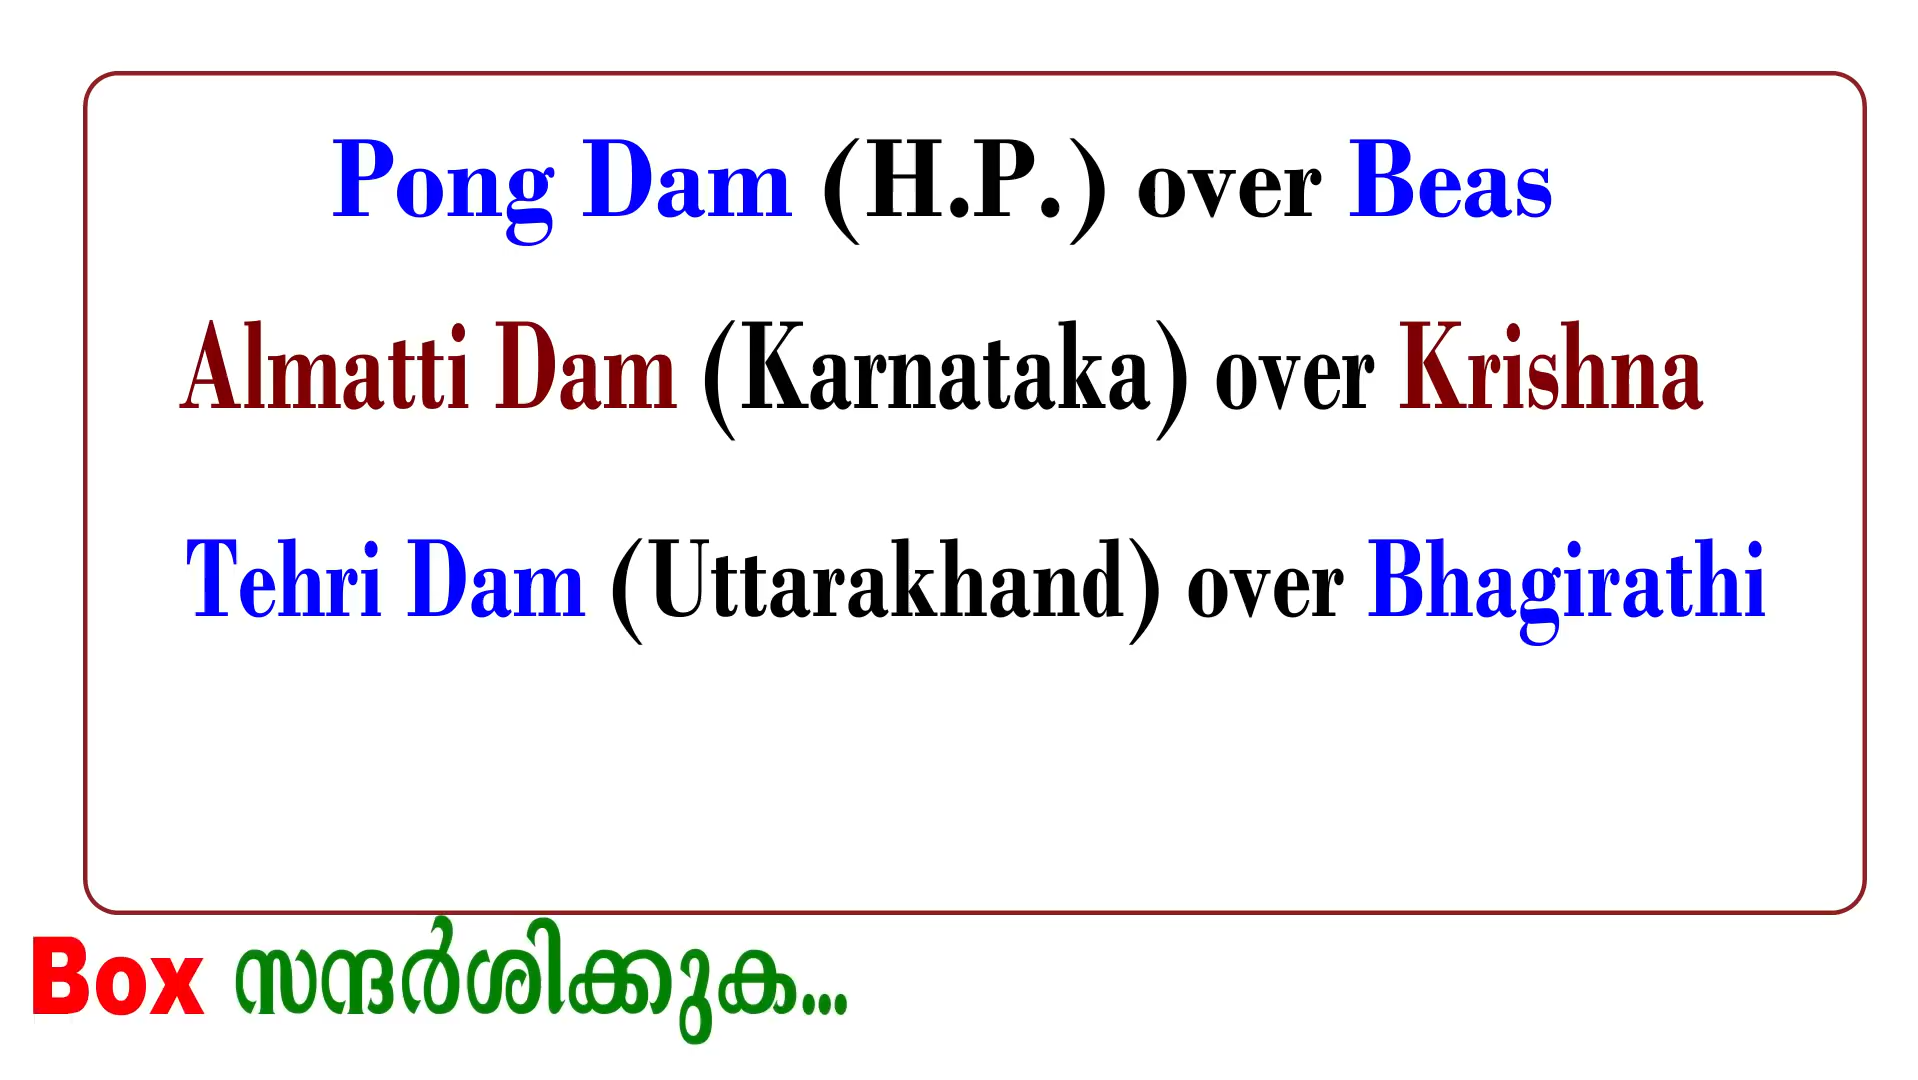 Pong Dam (H.P.) over Beas
Almatti Dam (Karnataka) over Krishna
Tehri Dam (Uttarakhand) over Bhagirathi
Box സന്ദർശിക്കുക...